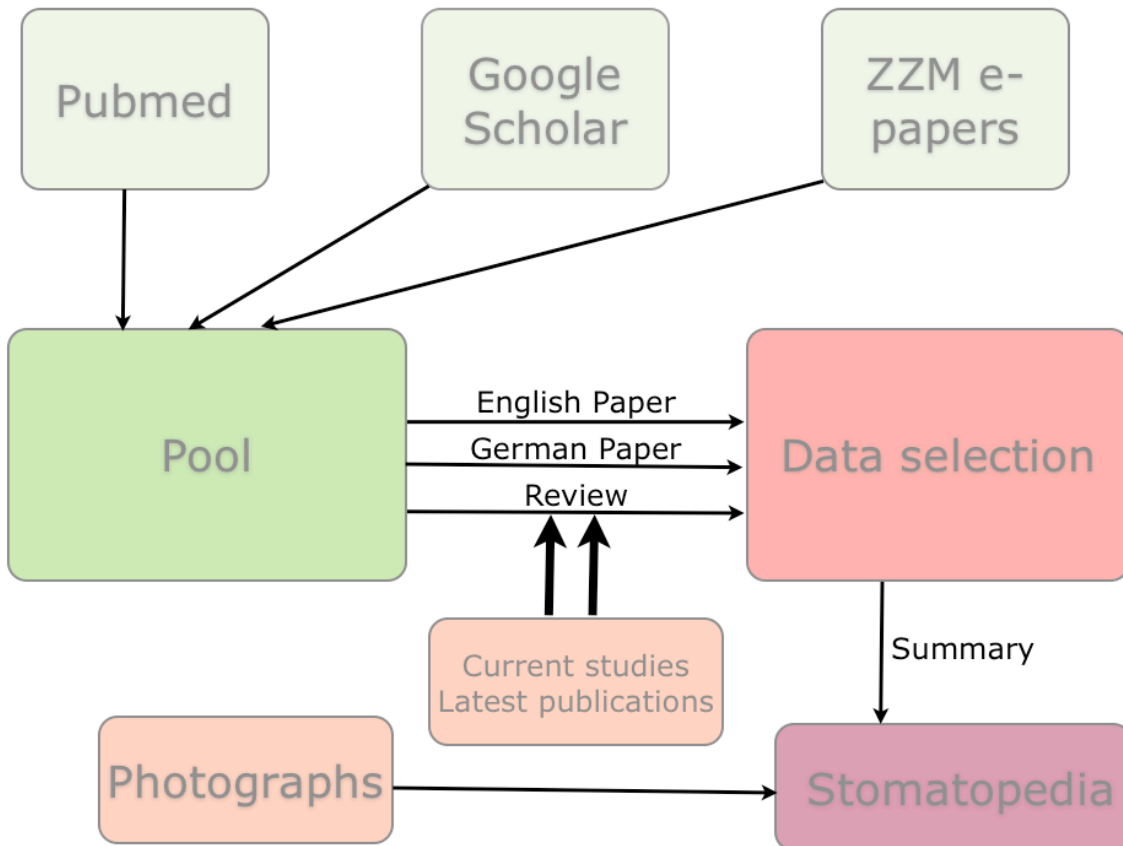 Pubmed
Google
Scholar
ZZM e-
papers
Pool
English Paper
German Paper
Review
Data selection
Current studies
Latest publications
Summary
Photographs
Stomatopedia